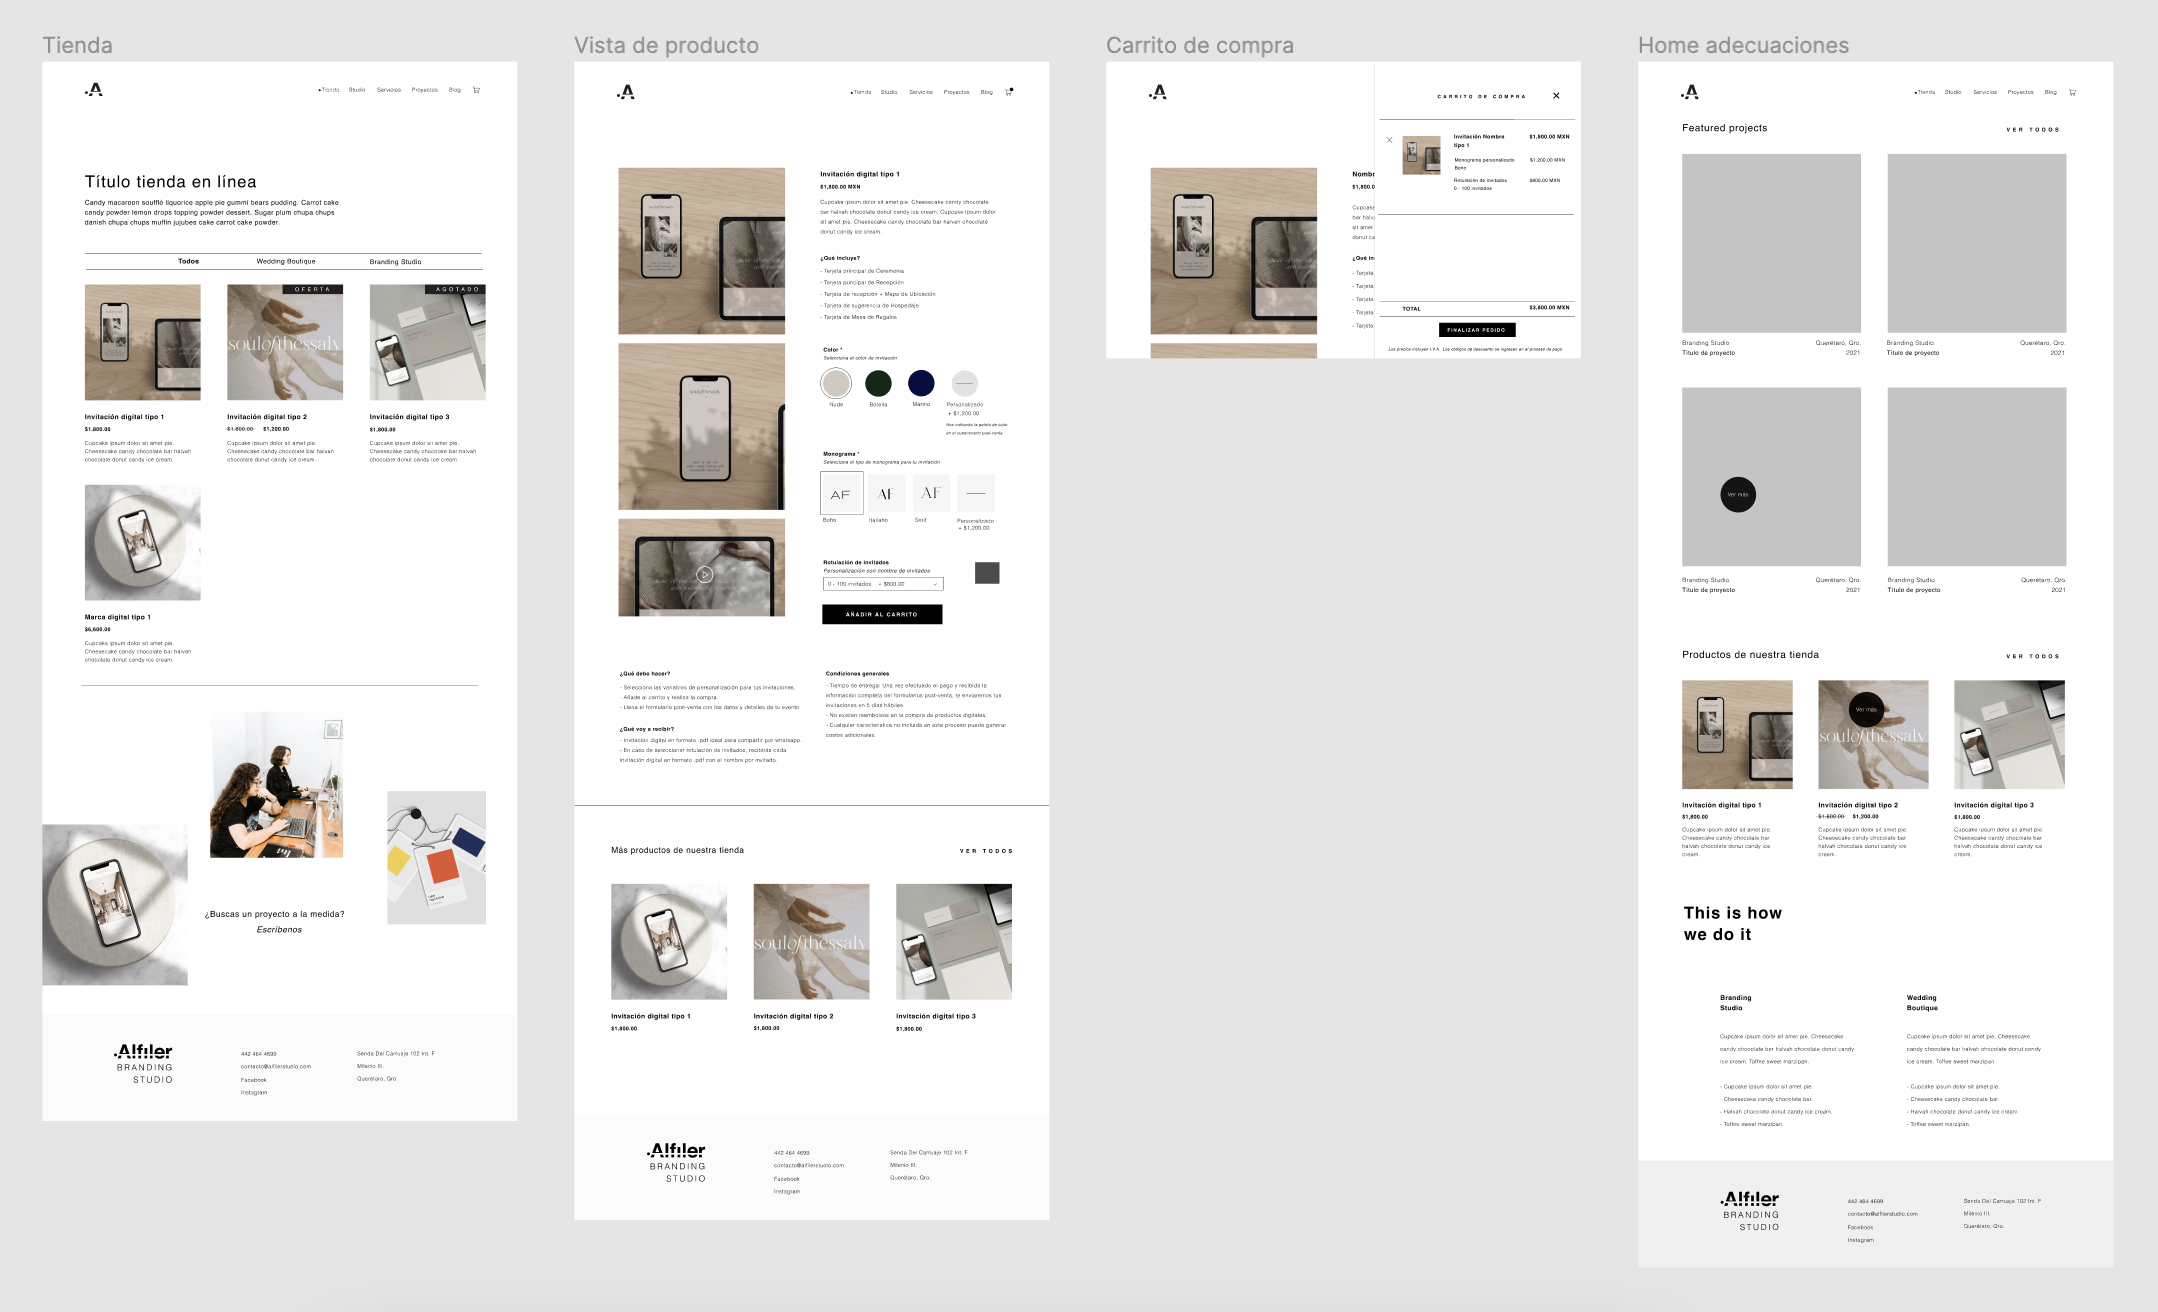 Tienda
.A
Tienda Studio Servicios Proyectos Blog
Título tienda en línea
Candy macaroon soufflé liquorice apple pie gummi bears pudding. Carrot cake
candy powder lemon drops topping powder dessert. Sugar plum chupa chups
danish chupa chups muffin jujubes cake carrot cake powder.
Todos Wedding Boutique Branding Studio
OFERTA
AGOTADO
soulofthessaly
Invitación digital tipo 1
$1,800.00
Cupcake ipsum dolor sit amet pie.
Cheesecake candy chocolate bar halvah
chocolate donut candy ice cream.
Invitación digital tipo 2
$1,800.00 $1,200.00
Cupcake ipsum dolor sit amet pie.
Cheesecake candy chocolate bar halvah
chocolate donut candy ice cream.
Invitación digital tipo 3
$1,800.00
Cupcake ipsum dolor sit amet pie.
Cheesecake candy chocolate bar halvah
chocolate donut candy ice cream.
Marca digital tipo 1
$6,600.00
Cupcake ipsum dolor sit amet pie.
Cheesecake candy chocolate bar halvah
chocolate donut candy ice cream.
¿Buscas un proyecto a la medida?
Escríbenos
.Alfiler
BRANDING
STUDIO
442 464 4699
contacto@alfilerstudio.com
Facebook
Instagram
Senda Del Carruaje 102 Int. F
Milenio III.
Querétaro, Qro.
Vista de producto
.A
Tienda Studio Servicios Proyectos Blog
Invitación digital tipo 1
$1,800.00 MXN
Cupcake ipsum dolor sit amet pie. Cheesecake candy chocolate
bar halvah chocolate donut candy ice cream. Cupcake ipsum dolor
sit amet pie. Cheesecake candy chocolate bar halvah chocolate
donut candy ice cream.
¿Qué incluye?
- Tarjeta principal de Ceremonia
- Tarjeta principal de Recepción
- Tarjeta de recepción + Mapa de Ubicación
- Tarjeta de sugerencia de Hospedaje
- Tarjeta de Mesa de Regalos
Color *
Selecciona el color de invitación
Nude
Botella
Marino
Personalizado
+ $1,200.00
Nos indicarás la paleta de color
en el cuestionario post-venta.
Monograma *
Selecciona el tipo de monograma para tu invitación
AF
AF
AF
Boho
Italiano
Serif
Personalizado
+ $1,200.00
Rotulación de invitados
Personalización con nombre de invitados
0 - 100 invitados + $800.00
AÑADIR AL CARRITO
¿Qué debo hacer?
- Selecciona las variables de personalización para tus invitaciones.
- Añade al carrito y realiza la compra.
- Llena el formulario post-venta con los datos y detalles de tu evento.
¿Qué voy a recibir?
- Invitación digital en formato .pdf ideal para compartir por whatsapp.
- En caso de seleccionar rotulación de invitados, recibirás cada
invitación digital en formato .pdf con el nombre por invitado.
Condiciones generales
- Tiempo de entrega: Una vez efectuado el pago y recibida la
información completa del formularios post-venta, te enviaremos tus
invitaciones en 5 días hábiles.
- No existen reembolsos en la compra de productos digitales.
- Cualquier característica no incluida en este proceso puede generar
costos adicionales.
Más productos de nuestra tienda
VER TODOS
soulofthessaly
Invitación digital tipo 1
$1,800.00
Invitación digital tipo 2
$1,800.00
Invitación digital tipo 3
$1,800.00
.Alfiler
BRANDING
STUDIO
442 464 4699
contacto@alfilerstudio.com
Facebook
Instagram
Senda Del Carruaje 102 Int. F
Milenio III.
Querétaro, Qro.
Carrito de compra
.A
Nombr
$1,800.0
Cupcake
bar halva
sit amet
donut ca
¿Qué in
- Tarjeta
- Tarjeta
- Tarjeta
- Tarjeta
- Tarjeta
CARRITO DE COMPRA
Invitación Nombre
tipo 1
$1,800.00 MXN
Monograma personalizado
Boho
$1,200.00 MXN
Rotulación de invitados
0 - 100 invitados
$800.00 MXN
TOTAL
$3,800.00 MXN
FINALIZAR PEDIDO
Los precios incluyen I.V.A. Los códigos de descuento se ingresan en el proceso de pago
Home adecuaciones
.A
Tienda Studio Servicios Proyectos Blog
Featured projects
VER TODOS
Branding Studio Querétaro, Qro.
Título de proyecto 2021
Branding Studio Querétaro, Qro.
Título de proyecto 2021
Ver más
Branding Studio Querétaro, Qro.
Título de proyecto 2021
Branding Studio Querétaro, Qro.
Título de proyecto 2021
Productos de nuestra tienda
VER TODOS
Ver más
soulofthessaly
Invitación digital tipo 1
$1,800.00
Cupcake ipsum dolor sit amet pie.
Cheesecake candy chocolate bar
halvah chocolate donut candy ice
cream.
Invitación digital tipo 2
$1,800.00 $1,200.00
Cupcake ipsum dolor sit amet pie.
Cheesecake candy chocolate bar
halvah chocolate donut candy ice
cream.
Invitación digital tipo 3
$1,800.00
Cupcake ipsum dolor sit amet pie.
Cheesecake candy chocolate bar
halvah chocolate donut candy ice
cream.
This is how
we do it
Branding
Studio
Cupcake ipsum dolor sit amet pie. Cheesecake
candy chocolate bar halvah chocolate donut candy
ice cream. Toffee sweet marzipan.
- Cupcake ipsum dolor sit amet pie.
- Cheesecake candy chocolate bar.
- Halvah chocolate donut candy ice cream.
- Toffee sweet marzipan
Wedding
Boutique
Cupcake ipsum dolor sit amet pie. Cheesecake
candy chocolate bar halvah chocolate donut candy
ice cream. Toffee sweet marzipan.
- Cupcake ipsum dolor sit amet pie.
- Cheesecake candy chocolate bar.
- Halvah chocolate donut candy ice cream.
- Toffee sweet marzipan.
.Alfiler
BRANDING
STUDIO
442 464 4699
contacto@alfilerstudio.com
Facebook
Instagram
Senda Del Carruaje 102 Int. F
Milenio III.
Querétaro, Qro.